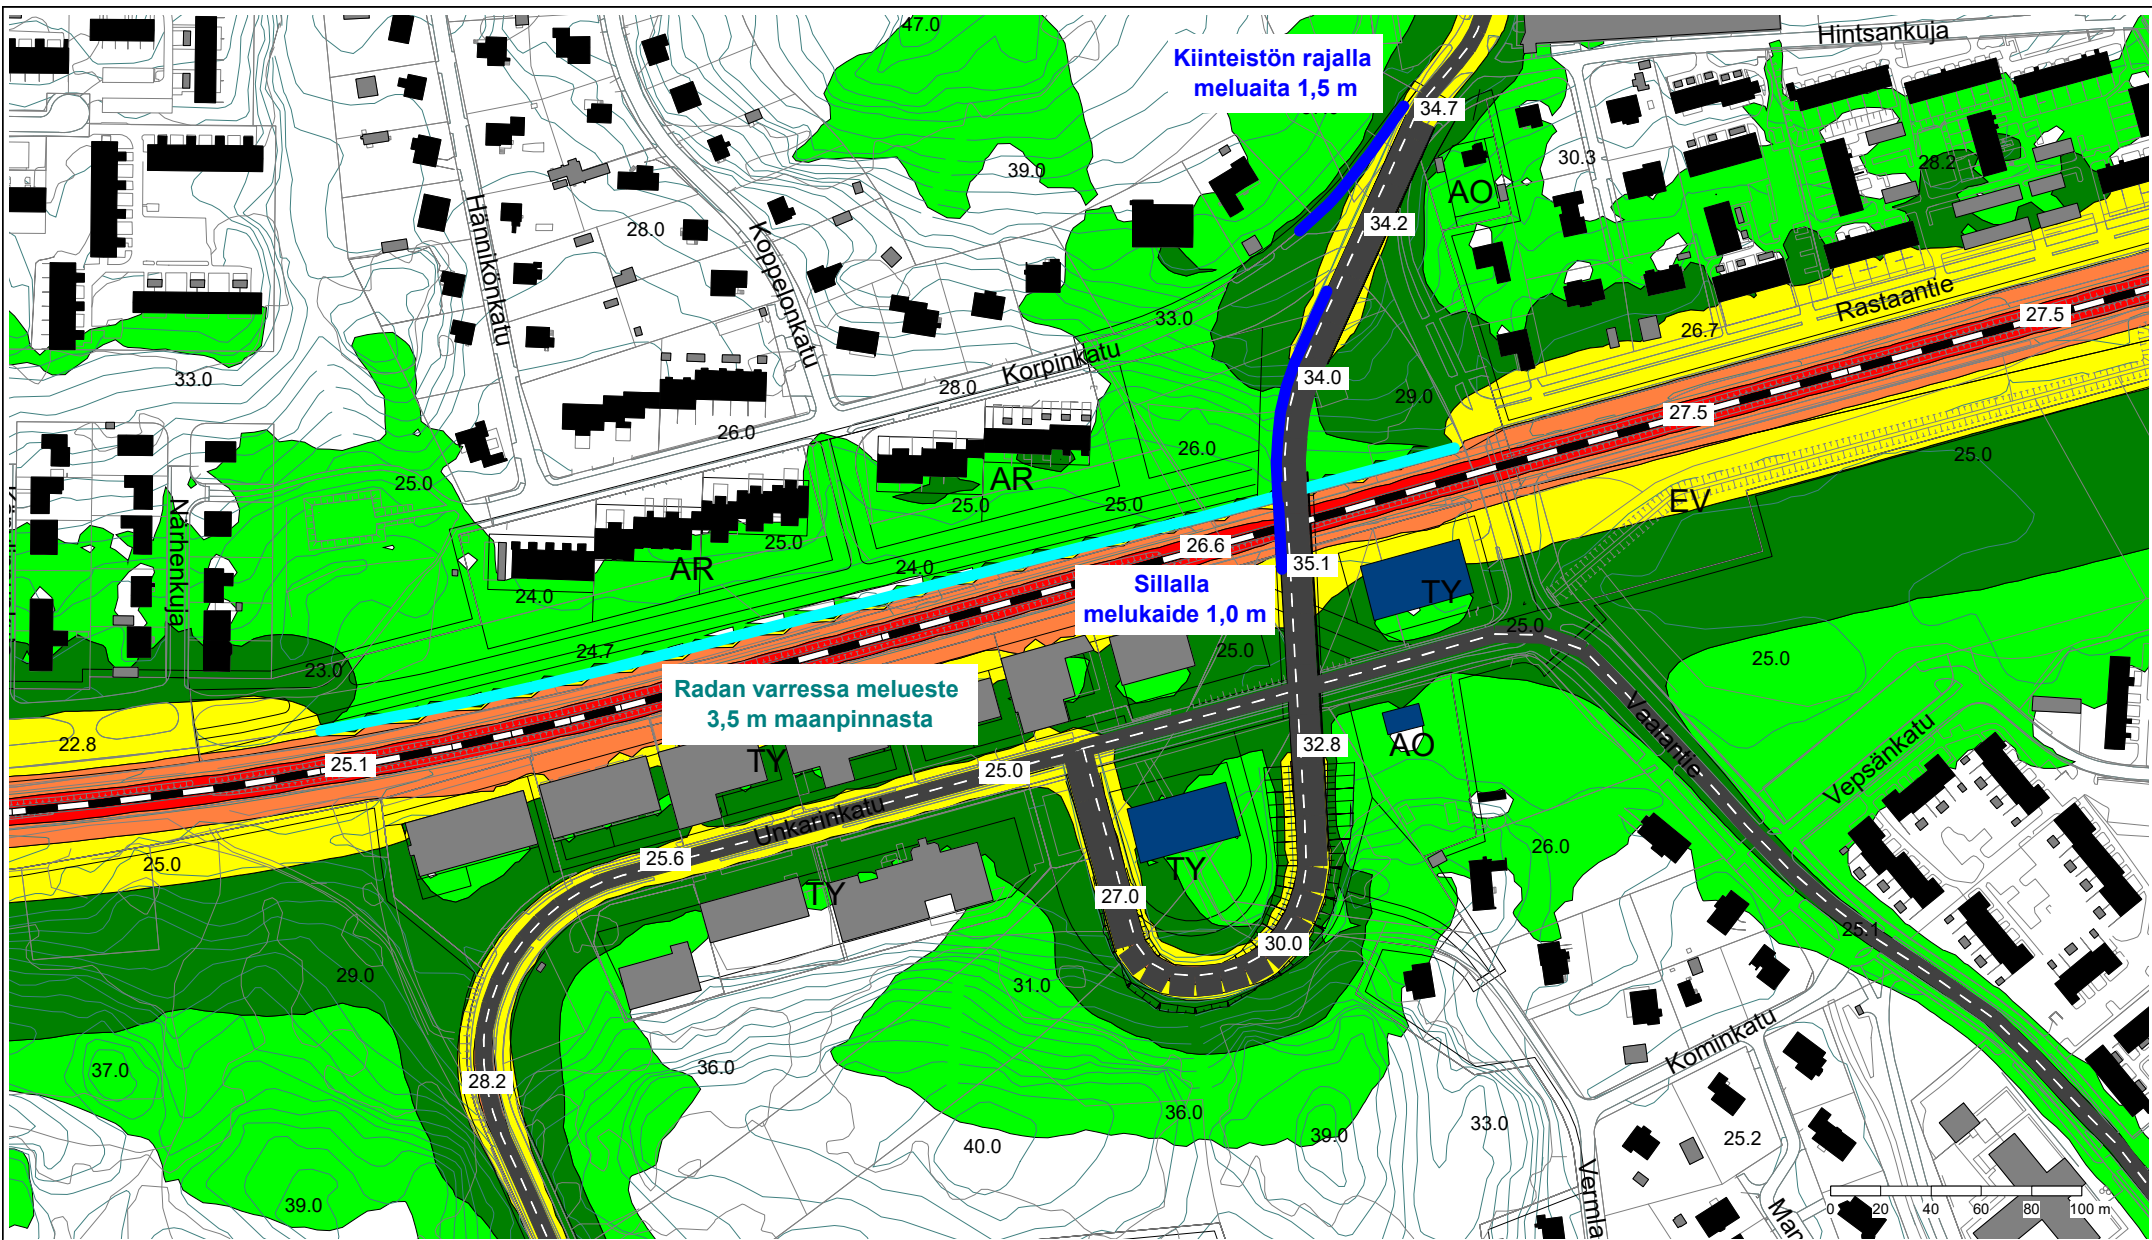 47.0
Hintsankuja
Kiinteistön rajalla
meluaita 1,5 m
34.7
39.0
30.3
28.2
AO
Hännikönkatu
28.0
Koppelonkatu
34.2
Rastaantie
27.5
33.0
26.7
33.0
Korpinkatu
28.0
34.0
29.0
27.5
26.0
26.0
25.0
25.0
AR
25.0
25.0
EV
25.0
Närhenkuja
25.0
26.6
24.0
AR
35.1
TY
24.0
Sillalla
melukaide 1,0 m
25.0
24.7
25.0
23.0
25.0
Radan varressa melueste
3,5 m maanpinnasta
22.8
25.1
TY
25.0
32.8
AO
Vaalantie
Vepsänkatu
Unkarinkatu
25.6
25.0
26.0
TY
TY
27.0
25.1
30.0
29.0
31.0
Kominkatu
37.0
36.0
28.2
36.0
33.0
39.0
25.2
40.0
39.0
Vermla
Man
0 20 40 60 80 100 m